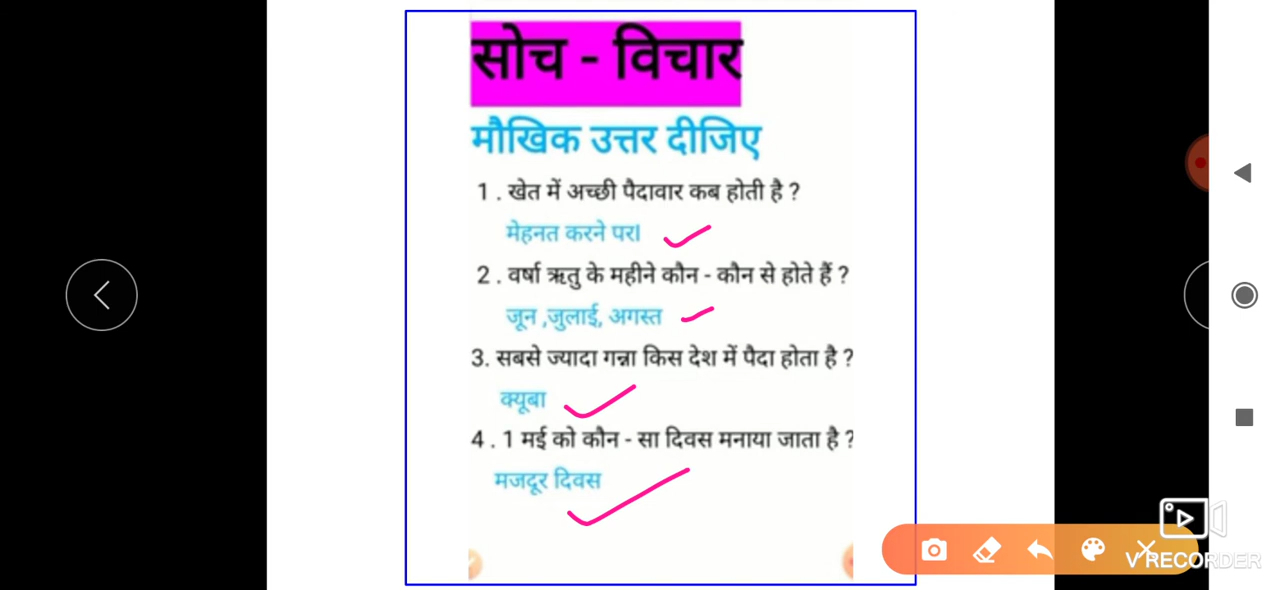 सोच - विचार
मौखिक उत्तर दीजिए
1 . खेत में अच्छी पैदावार कब होती है ?
मेहनत करने पर।
2 . वर्षा ऋतु के महीने कौन - कौन से होते हैं ?
जून ,जुलाई, अगस्त
3. सबसे ज्यादा गन्ना किस देश में पैदा होता है ?
क्यूबा
4 . 1 मई को कौन - सा दिवस मनाया जाता है ?
मजदूर दिवस
V RECORDER